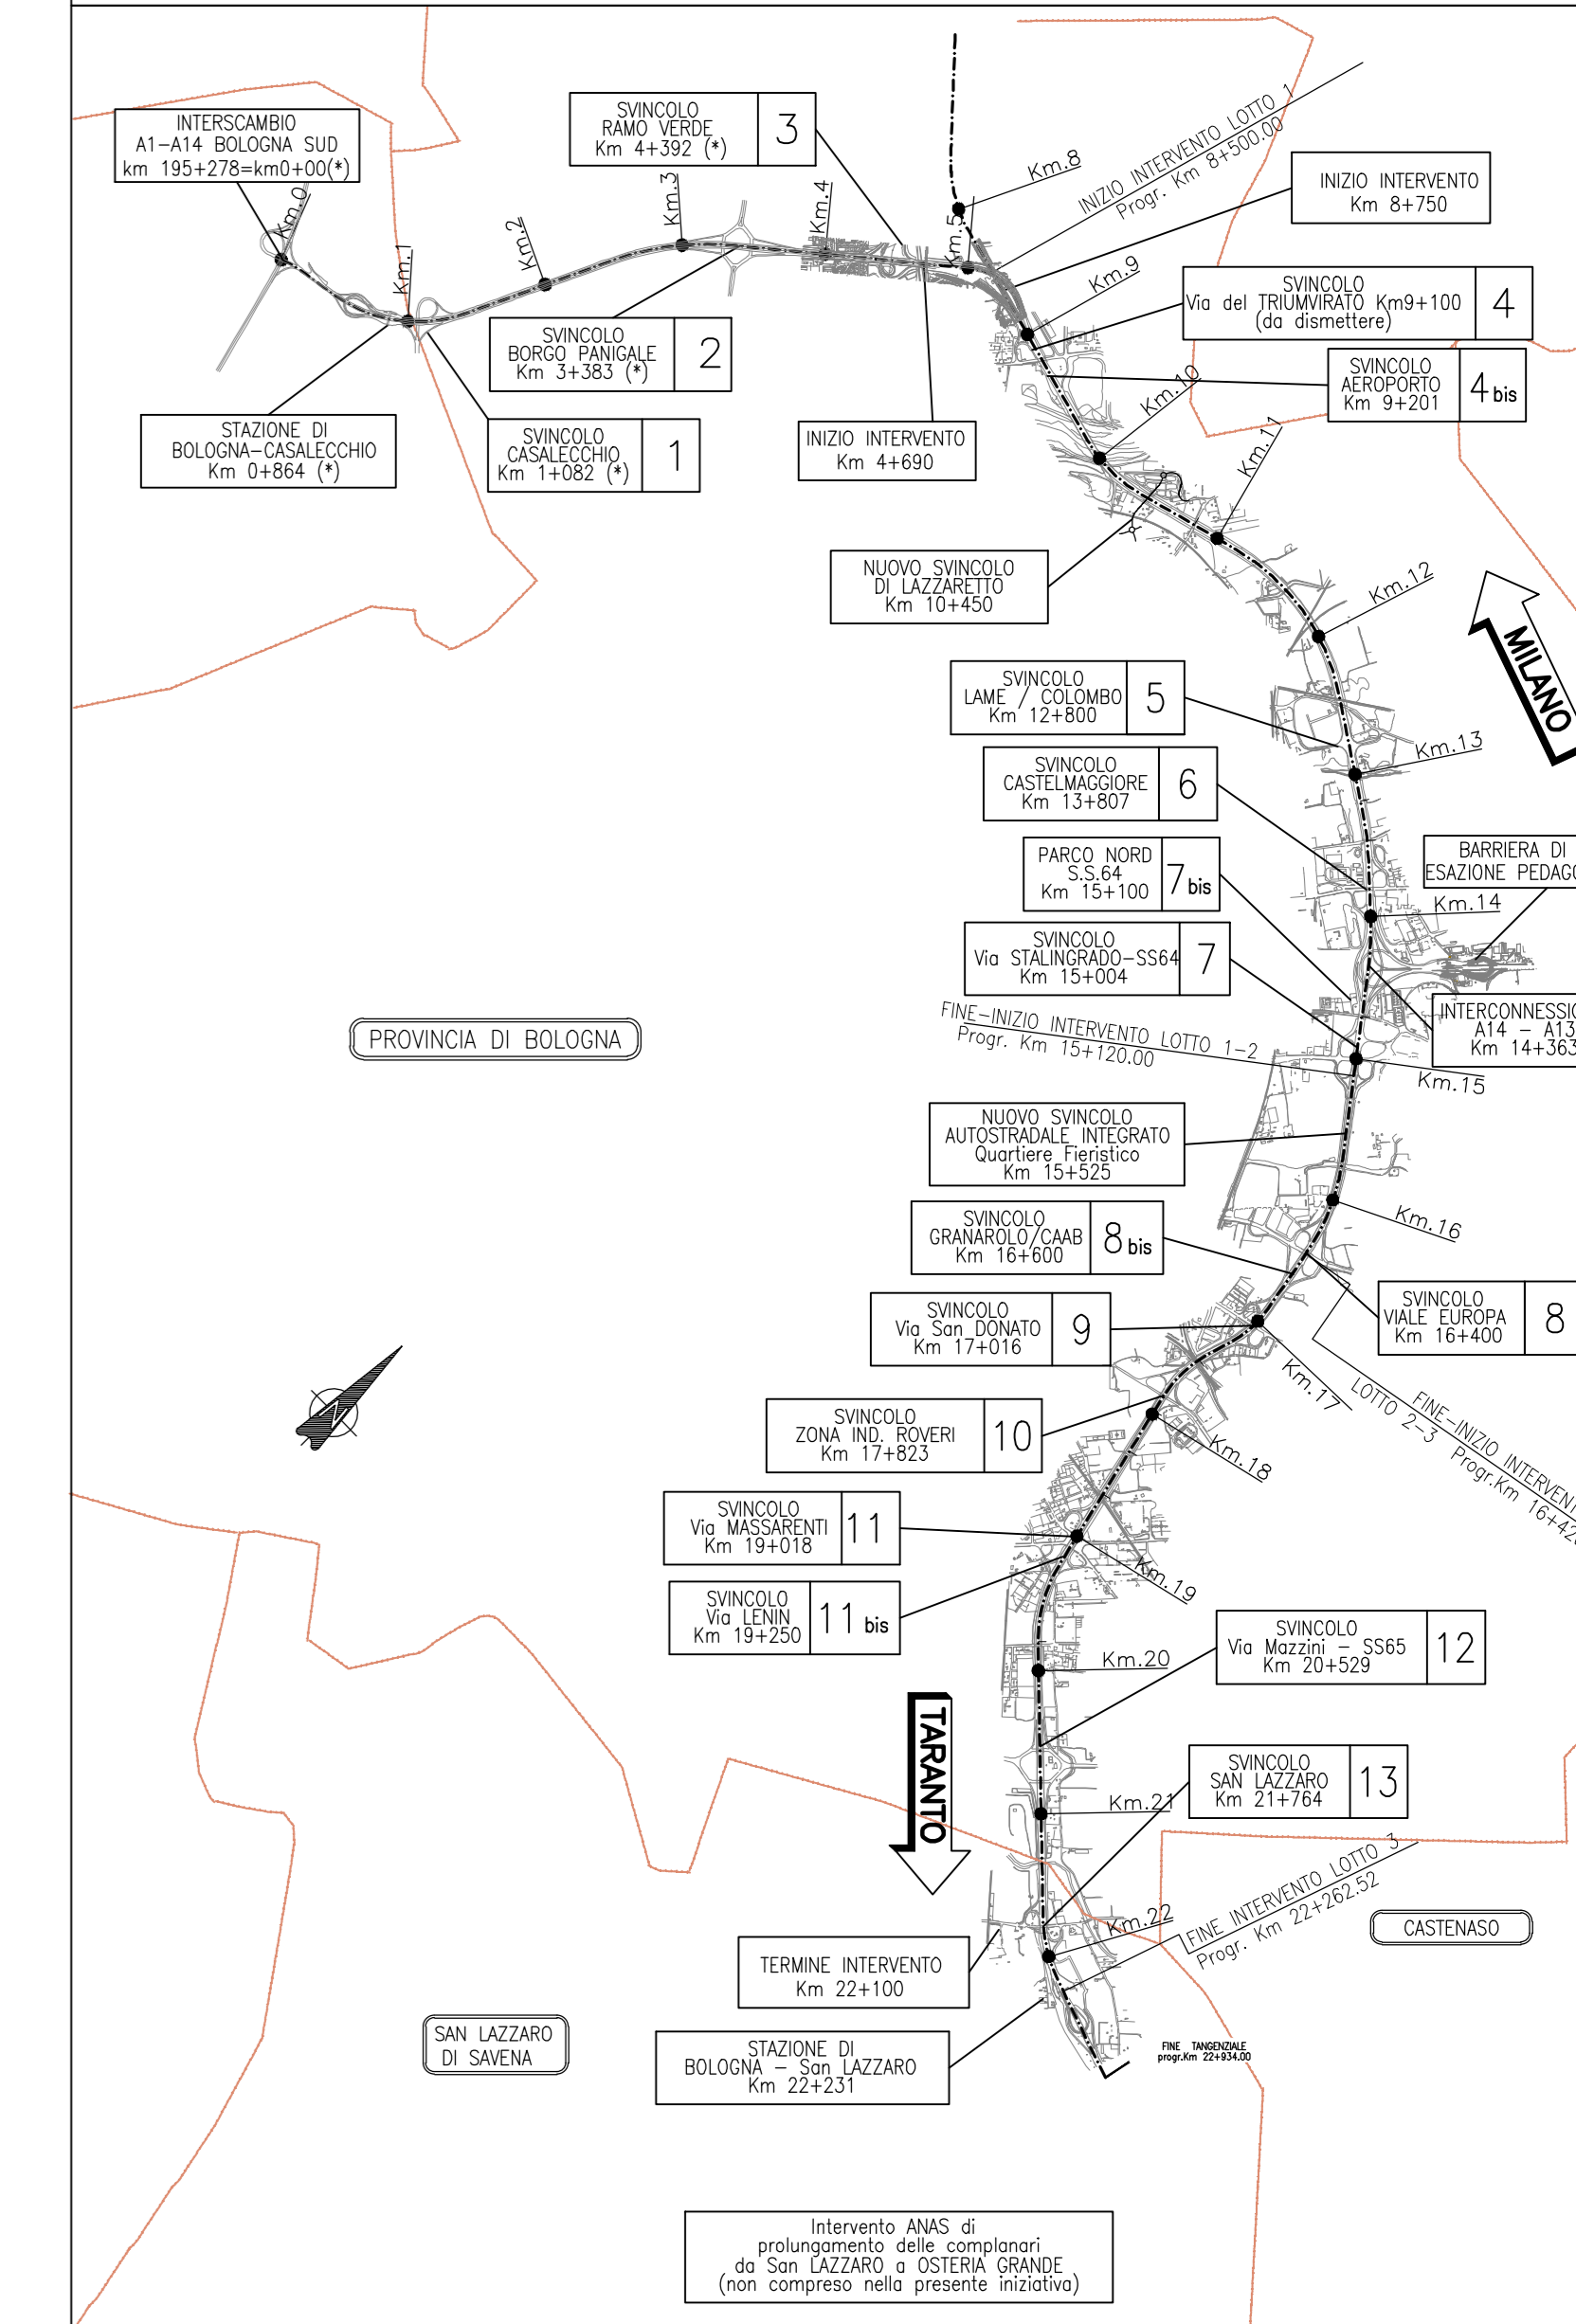 INTERSCAMBIO
A1-A14 BOLOGNA SUD
km 195+278=km0+00(*)
SVINCOLO
RAMO VERDE
Km 4+392 (*)
3
Km.8
INIZIO INTERVENTO LOTTO 1
Progr. Km 8+500.00
INIZIO INTERVENTO
Km 8+750
Km.0
Km.1
Km.2
Km.3
Km.4
Km.5
Km.9
SVINCOLO
Via del TRIUMVIRATO Km9+100
(da dismettere)
4
SVINCOLO
BORGO PANIGALE
Km 3+383 (*)
2
SVINCOLO
AEROPORTO
Km 9+201
4 bis
Km.10
STAZIONE DI
BOLOGNA-CASALECCHIO
Km 0+864 (*)
SVINCOLO
CASALECCHIO
Km 1+082 (*)
1
INIZIO INTERVENTO
Km 4+690
Km.11
NUOVO SVINCOLO
DI LAZZARETTO
Km 10+450
Km.12
MILANO
SVINCOLO
LAME / COLOMBO
Km 12+800
5
Km.13
SVINCOLO
CASTELMAGGIORE
Km 13+807
6
PARCO NORD
S.S.64
Km 15+100
7 bis
BARRIERA DI
ESAZIONE
Km.14
SVINCOLO
Via STALINGRADO-SS64
Km 15+004
7
FINE-INIZIO INTERVENTO LOTTO 1-2
Progr. Km 15+120.00
A14 - A13
Km 14+363
PROVINCIA DI BOLOGNA
Km.15
NUOVO SVINCOLO
AUTOSTRADALE INTEGRATO
Quartiere Fieristico
Km 15+525
Km.16
SVINCOLO
GRANAROLO/CAAB
Km 16+600
8 bis
SVINCOLO
VIALE EUROPA
Km 16+400
8
SVINCOLO
Via San DONATO
Km 17+016
9
Km.17
FINE-INIZIO
LOTTO 2-3 Progr.Km
SVINCOLO
ZONA IND. ROVERI
Km 17+823
10
Km.18
SVINCOLO
Via MASSARENTI
Km 19+018
11
Km.19
SVINCOLO
Via LENIN
Km 19+250
11 bis
SVINCOLO
Via Mazzini - SS65
Km 20+529
12
Km.20
TARANTO
SVINCOLO
SAN LAZZARO
Km 21+764
13
Km.21
FINE INTERVENTO LOTTO 3
Progr. Km 22+262.52
Km.22
CASTENASO
TERMINE INTERVENTO
Km 22+100
SAN LAZZARO
DI SAVENA
STAZIONE DI
BOLOGNA - San LAZZARO
Km 22+231
FINE TANGENZIALE
progr.Km 22+934.00
Intervento ANAS di
prolungamento delle complanari
da San LAZZARO a OSTERIA GRANDE
(non compreso nella presente iniziativa)